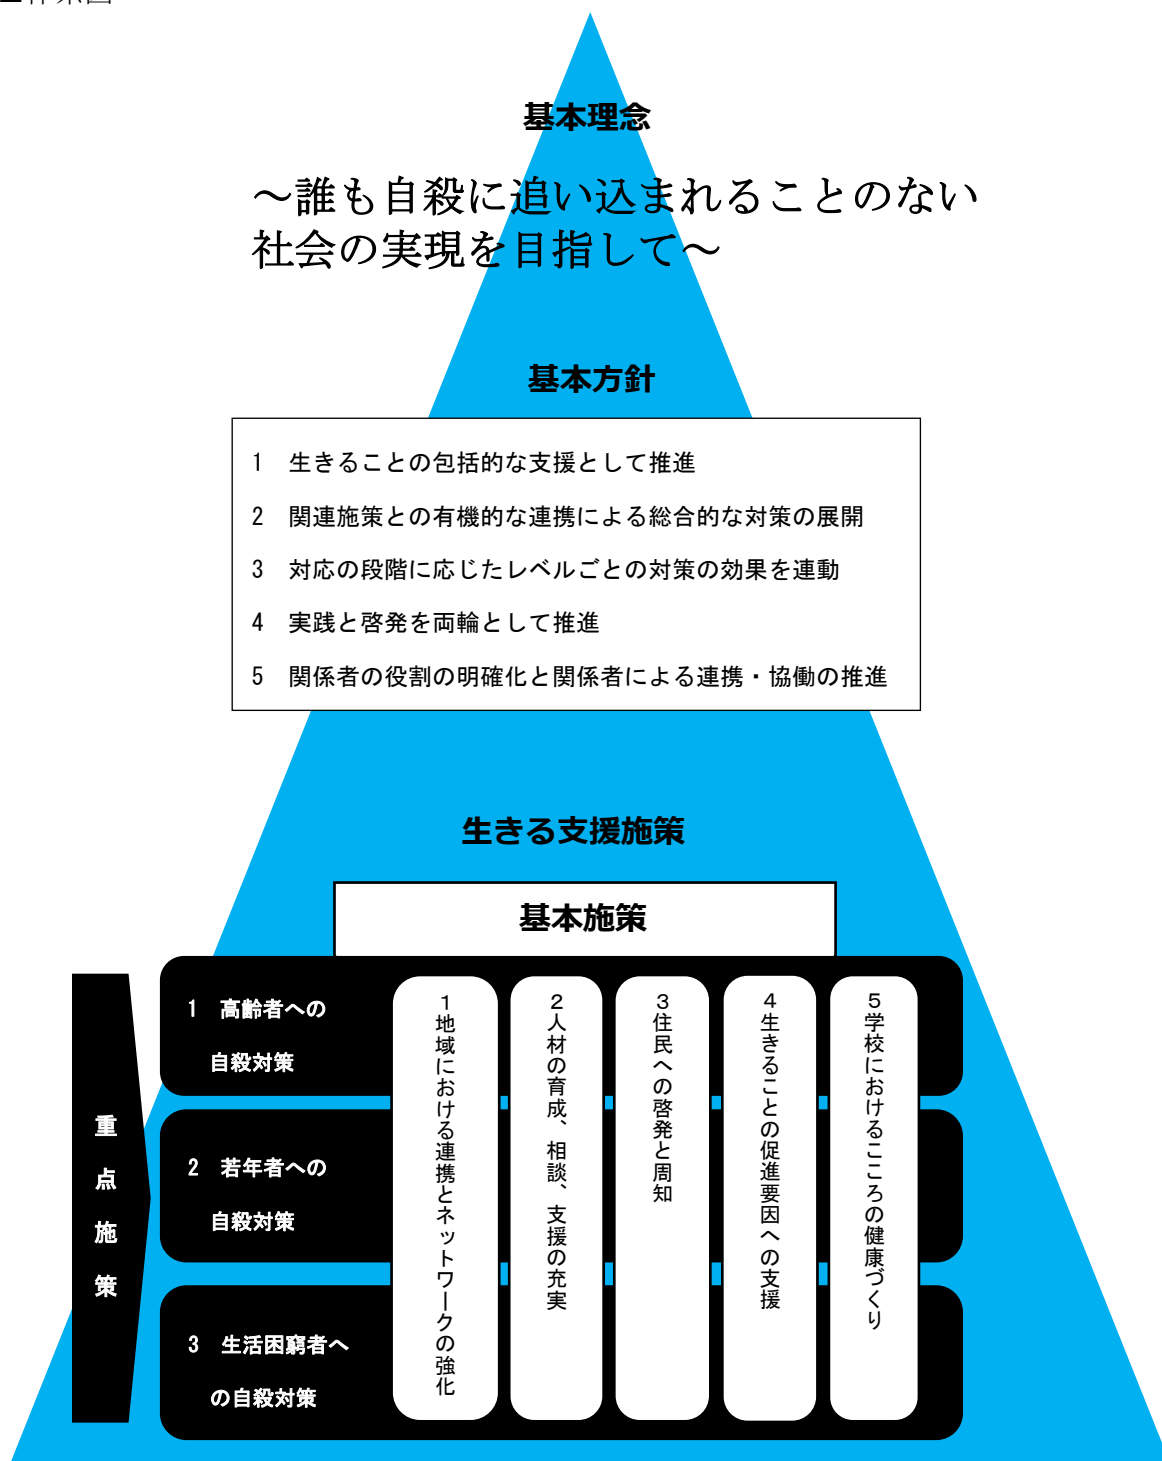 基本理念
～誰も自殺に追い込まれることのない
社会の実現を目指して～
基本方針
1 生きることの包括的な支援として推進
2 関連施策との有機的な連携による総合的な対策の展開
3 対応の段階に応じたレベルごとの対策の効果を連動
4 実践と啓発を両輪として推進
5 関係者の役割の明確化と関係者による連携・協働の推進
生きる支援施策
基本施策
重点施策
1 高齢者への
自殺対策
2 若年者への
自殺対策
3 生活困窮者へ
の自殺対策
1地域における連携とネットワークの強化
2人材の育成、相談、支援の充実
3住民への啓発と周知
4生きることの促進要因への支援
5学校におけるこころの健康づくり